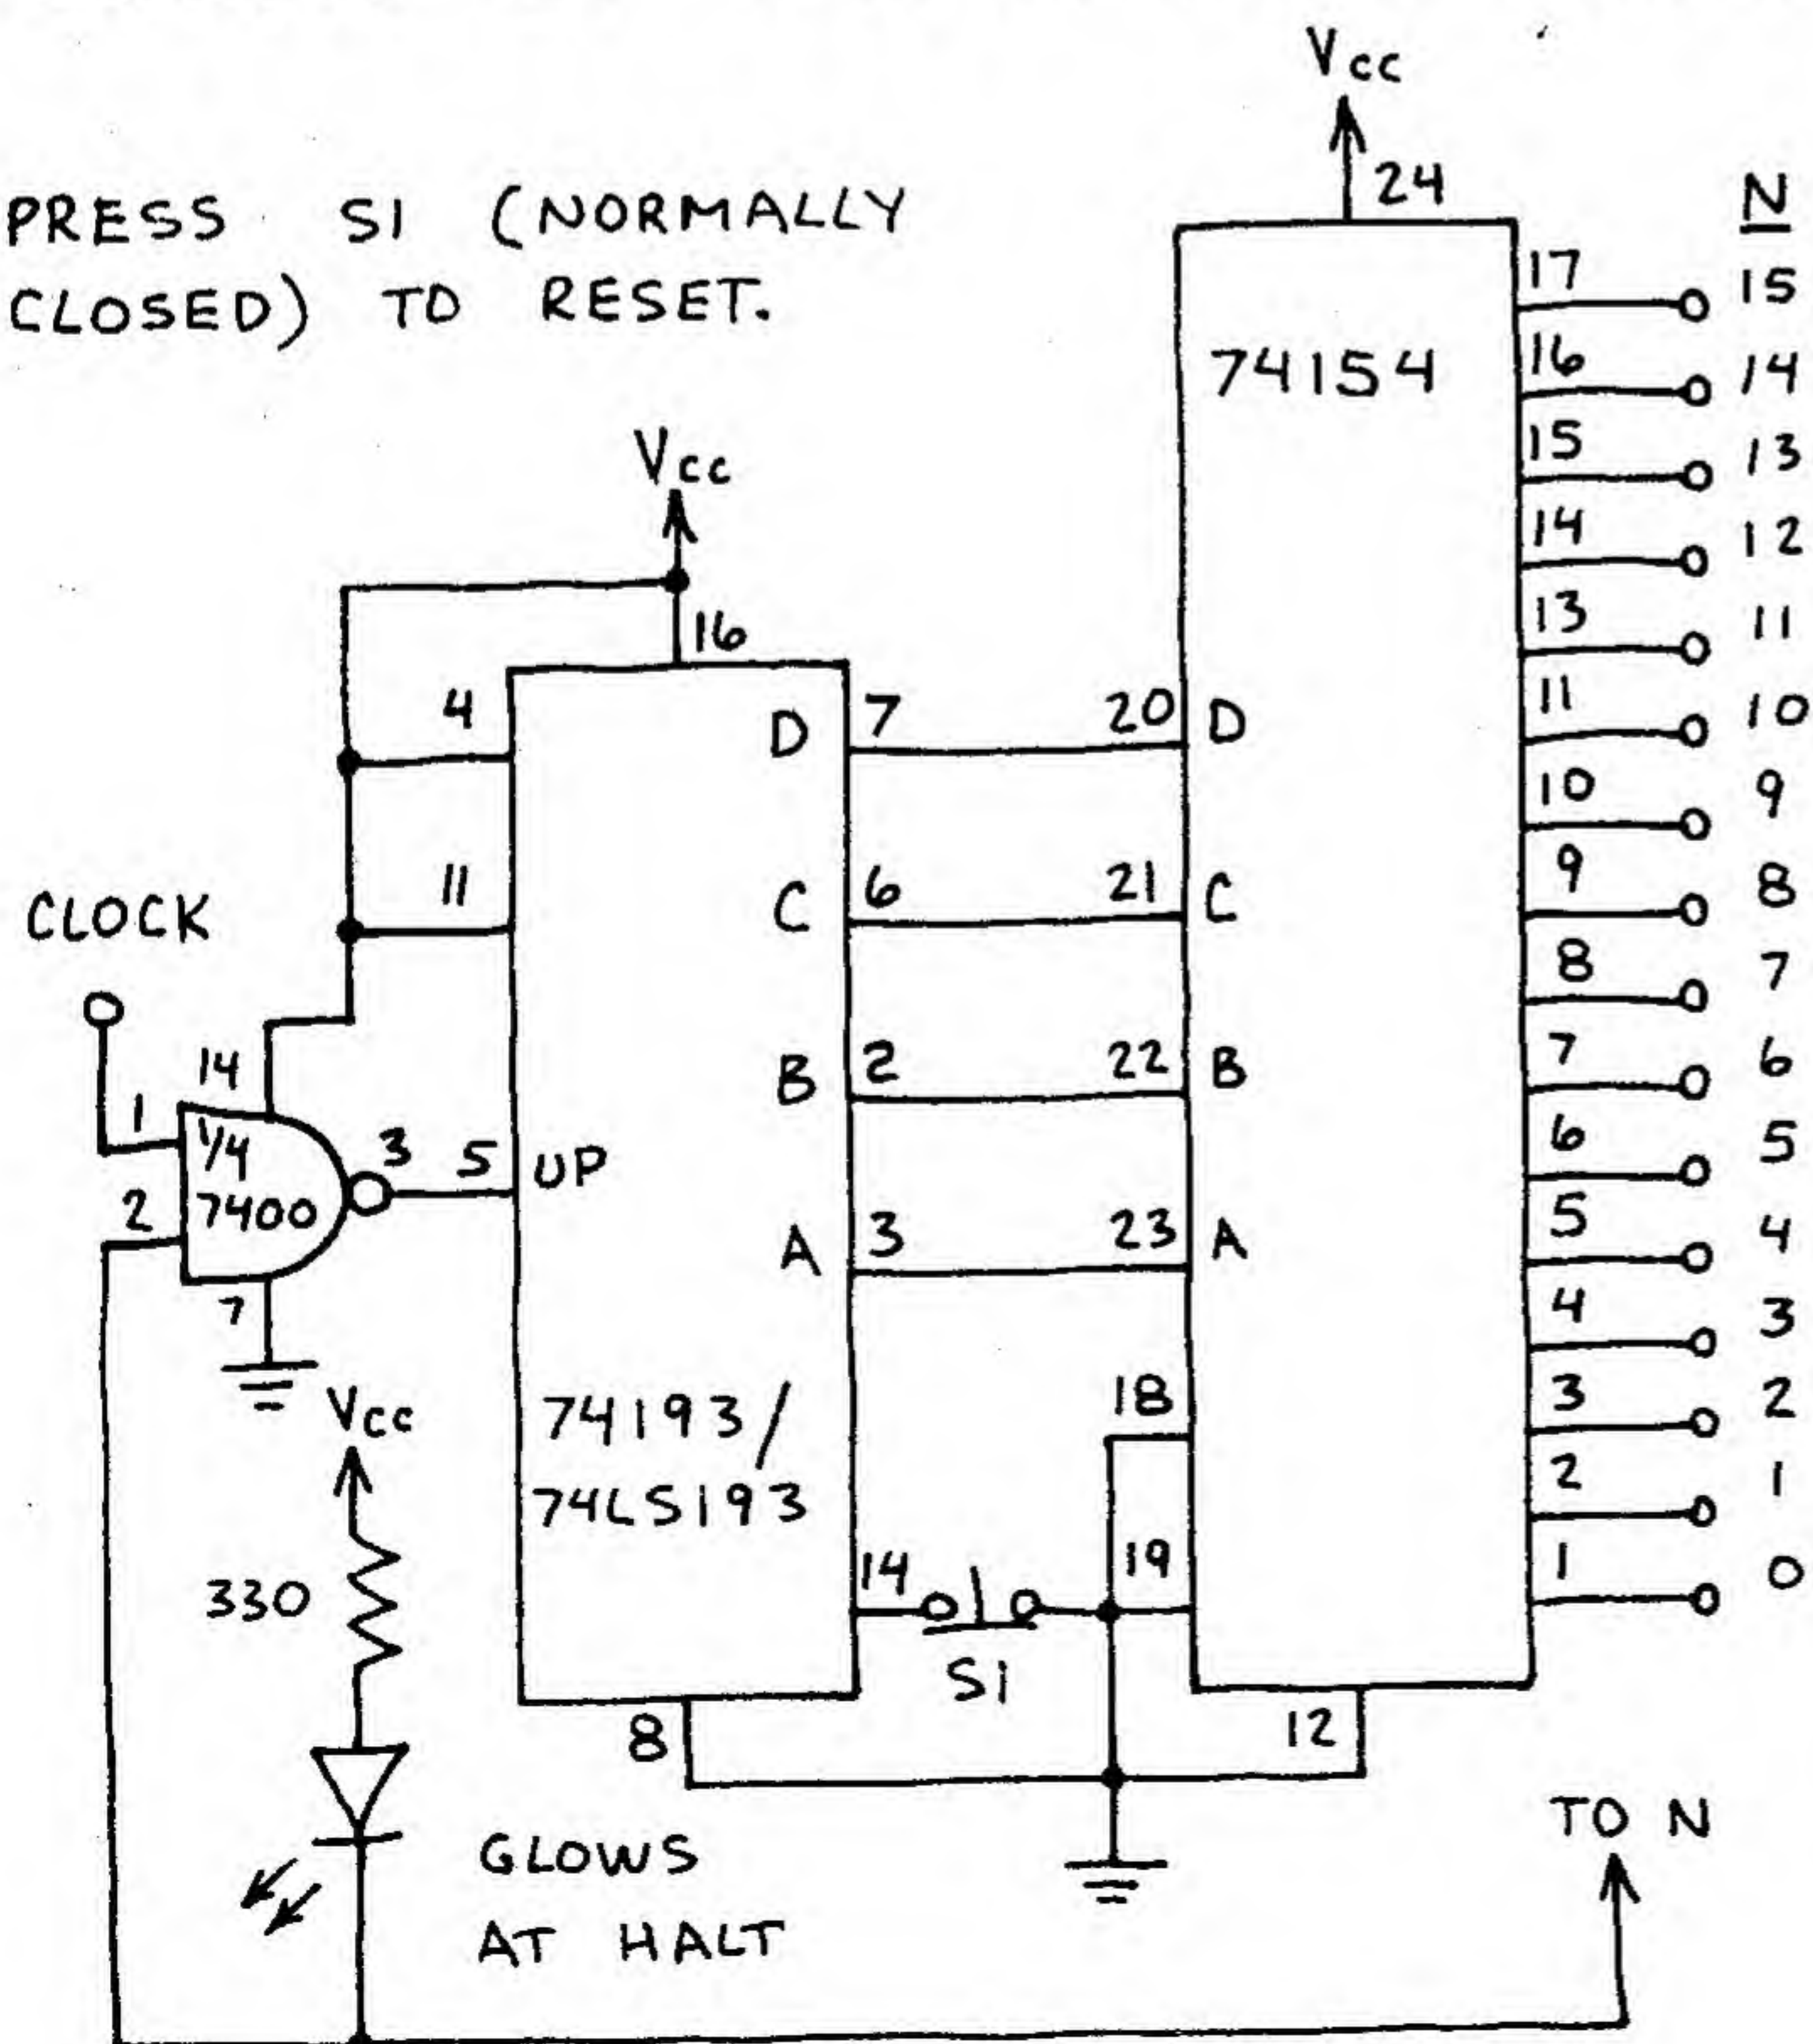 Vcc
24
N
PRESS S1 (NORMALLY
CLOSED) TO RESET.
17 15
74154
16 14
15 13
Vcc
14 12
16
13 11
4 D 7 20 D
11 10
10 9
11 C 6 21 C
9 8
CLOCK
8 7
14 B 2 22 B
7 6
1 1/4 3 5 UP
6 5
2 7400
A 3 23 A
5 4
7
4 3
Vcc
74193/
74LS193
18
3 2
2 1
330
14 S1 19
1 0
8
12
TO N
GLOWS
AT HALT